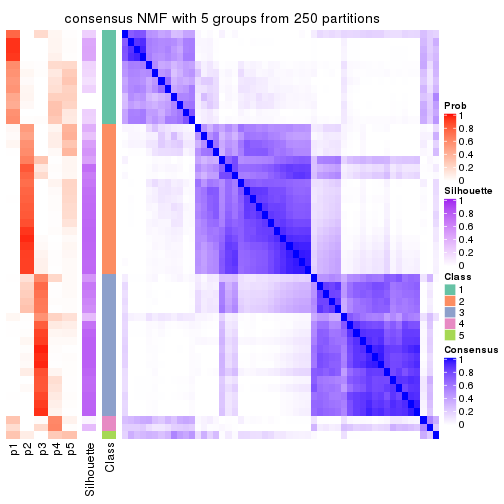 consensus NMF with 5 groups from 250 partitions
Prob
1
0.8
0.6
0.4
0.2
0
Silhouette
1
0.8
0.6
0.4
0.2
0
Class
1
2
3
4
5
Consensus
1
0.8
0.6
0.4
0.2
0
p1
p2
p3
p4
p5
Silhouette
Class